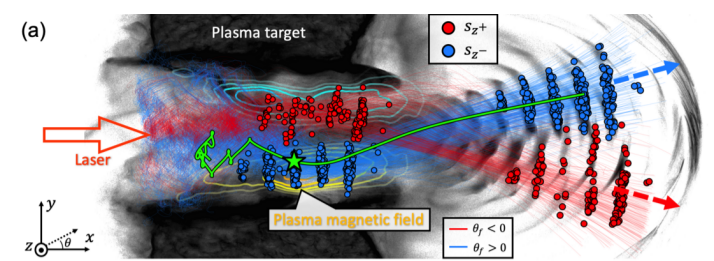 (a)
Plasma target
s_z+
s_z−
Laser
Plasma magnetic field
y
z
θ
x
θ_f < 0
θ_f > 0